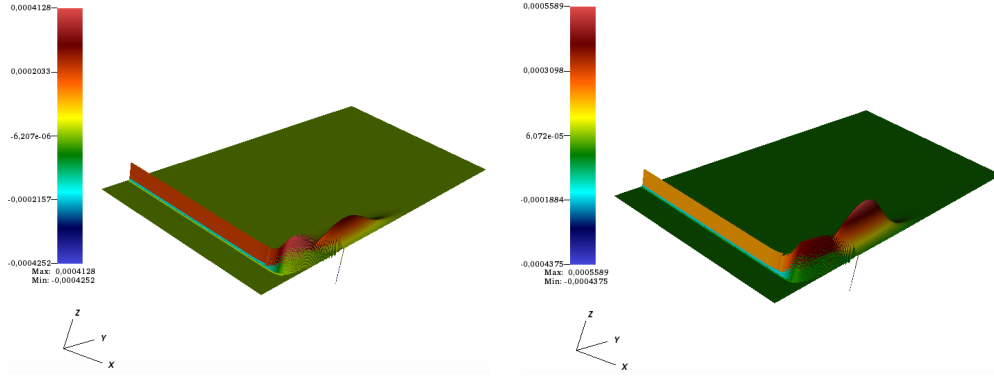 0,0004128
0,0002033
-6,207e-06
-0,0002157
-0,0004252
Max: 0,0004128
Min: -0,0004252
Z
Y
X
0,0005589
0,0003098
6,072e-05
-0,0001884
-0,0004375
Max: 0,0005589
Min: -0,0004375
Z
Y
X